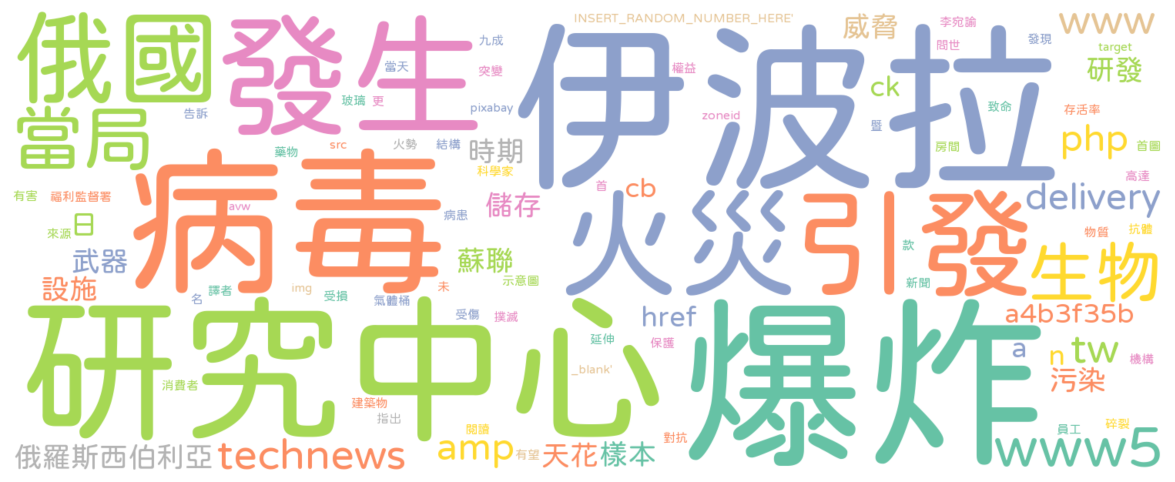 INSERT_RANDOM_NUMBER_HERE'
俄國
發生
伊波拉
威脅
www
李宛諭
問世
發現
target
研發
九成
當天
突變
權益
玻璃
更
pixabay
ck
致命
存活率
告訴
當局
zoneid
暨
php
首圖
藥物
src
火勢
結構
時期
房間
科學家
病毒
火災
引發
高達
首
cb
delivery
有害
福利監督署
avw
病患
儲存
日
來源
物質
抗體
武器
蘇聯
款
生物
設施
譯者
img
示意圖
新聞
名
受損
未
氣體桶
研究中心
爆炸
受傷
撲滅
href
a4b3f35b
延伸
保護
a
n
tw
機構
_blank'
污染
消費者
建築物
指出
閱讀
對抗
員工
碎裂
俄羅斯西伯利亞
technews
amp
有望
天花
樣本
www5